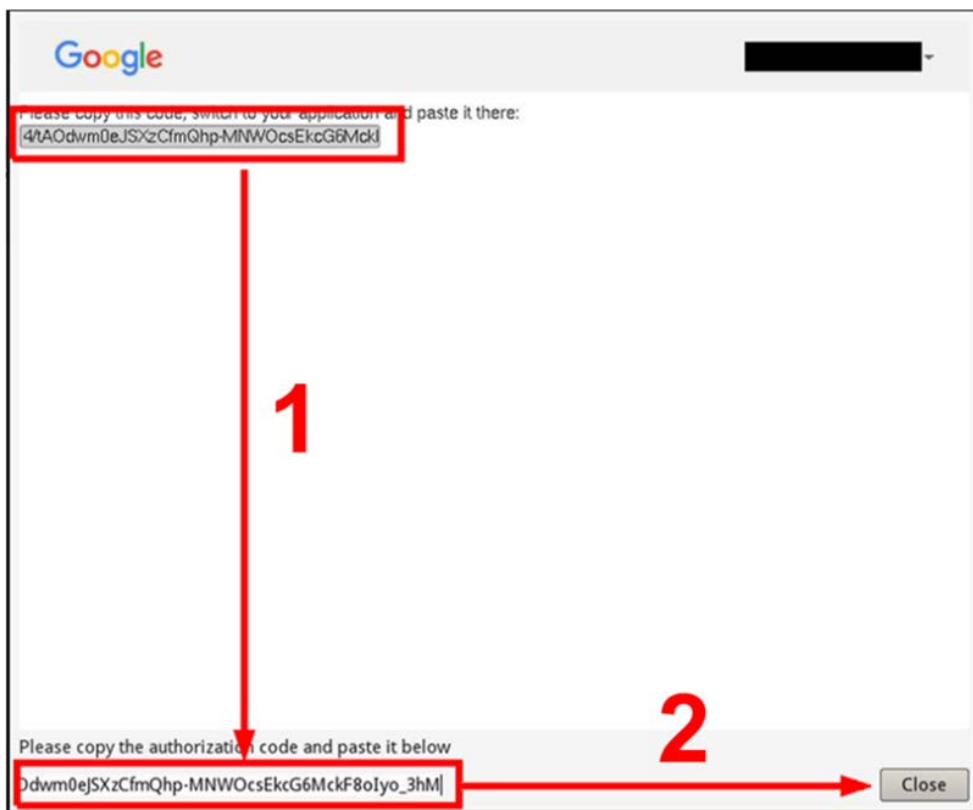 Google
Please copy this code, switch to your application and paste it there:
4/tAOdwm0eJSXzCfmQhp-MNWOcsEkcG6Mckl
1
2
Please copy the authorization code and paste it below
Odwm0eJSXzCfmQhp-MNWOcsEkcG6MckF8oIyo_3hM
Close